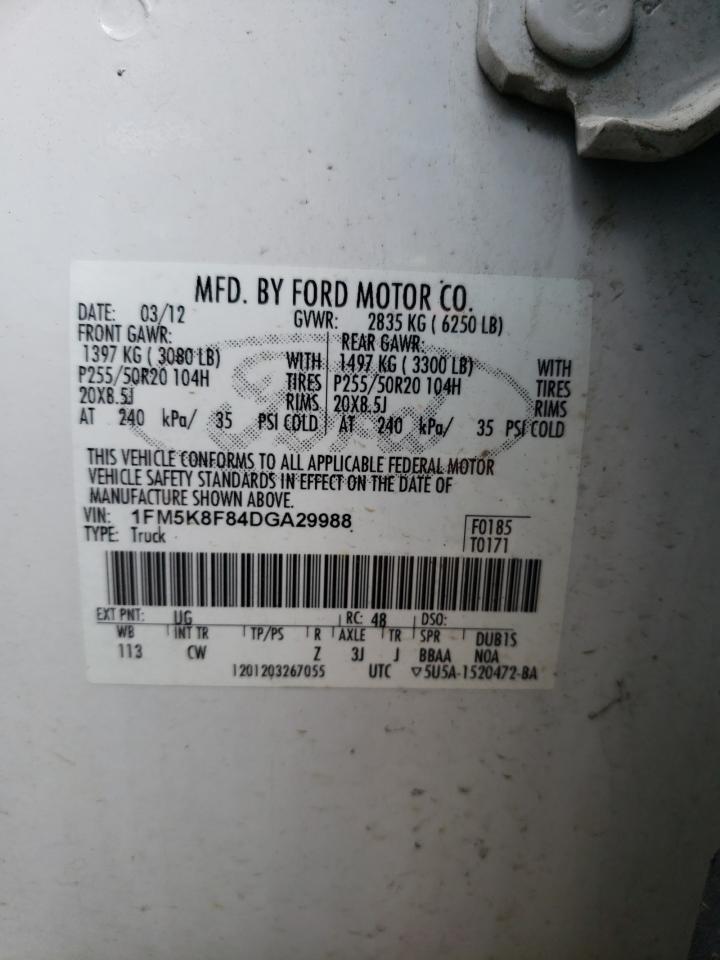 MFD. BY FORD MOTOR CO.
DATE: 03/12 GVWR: 2835 KG ( 6250 LB)
FRONT GAWR: REAR GAWR:
1397 KG ( 3080 LB) WITH 1497 KG ( 3300 LB) WITH
P255/50R20 104H TIRES P255/50R20 104H TIRES
20X8.5J RIMS 20X8.5J RIMS
AT 240 kPa/ 35 PSI COLD AT 240 kPa/ 35 PSI COLD
Ford
THIS VEHICLE CONFORMS TO ALL APPLICABLE FEDERAL MOTOR
VEHICLE SAFETY STANDARDS IN EFFECT ON THE DATE OF
MANUFACTURE SHOWN ABOVE.
VIN: 1FM5K8F84DGA29988 F0185
TYPE: Truck T0171
EXT PNT: UG RC: 48 DSO:
WB INT TR TP/PS R AXLE TR SPR DUB1S
113 CW Z 3J J BBAA NOA
1201203267055 UTC ▽5U5A-1520472-BA